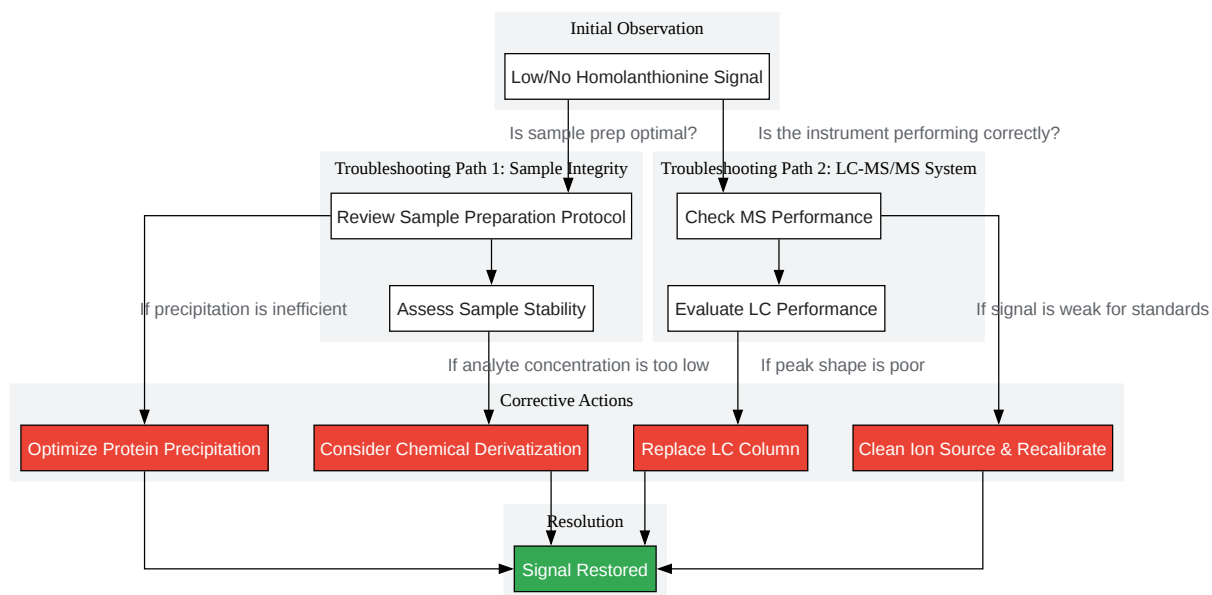 Initial Observation
Low/No Homolanthionine Signal
Is sample prep optimal?
Is the instrument performing correctly?
Troubleshooting Path 1: Sample Integrity
Troubleshooting Path 2: LC-MS/MS System
Review Sample Preparation Protocol
Check MS Performance
If precipitation is inefficient
Assess Sample Stability
Evaluate LC Performance
If signal is weak for standards
If analyte concentration is too low
If peak shape is poor
Corrective Actions
Optimize Protein Precipitation
Consider Chemical Derivatization
Replace LC Column
Clean Ion Source & Recalibrate
Resolution
Signal Restored